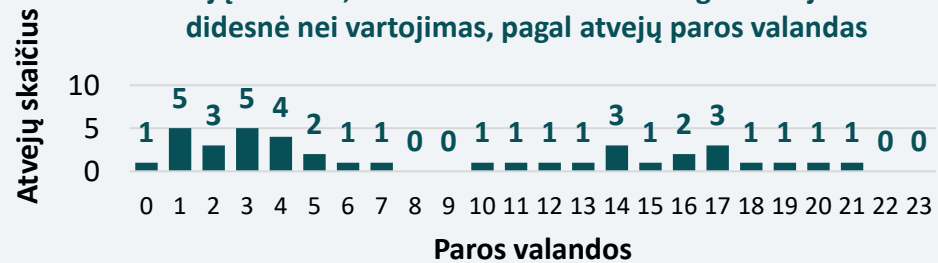 didesnė nei vartojimas, pagal atvejų paros valandas
Atvejų skaičius
10
5
0
1 5 3 5 4 2 1 1 0 0 1 1 1 1 3 1 2 3 1 1 1 1 0 0
0 1 2 3 4 5 6 7 8 9 10 11 12 13 14 15 16 17 18 19 20 21 22 23
Paros valandos